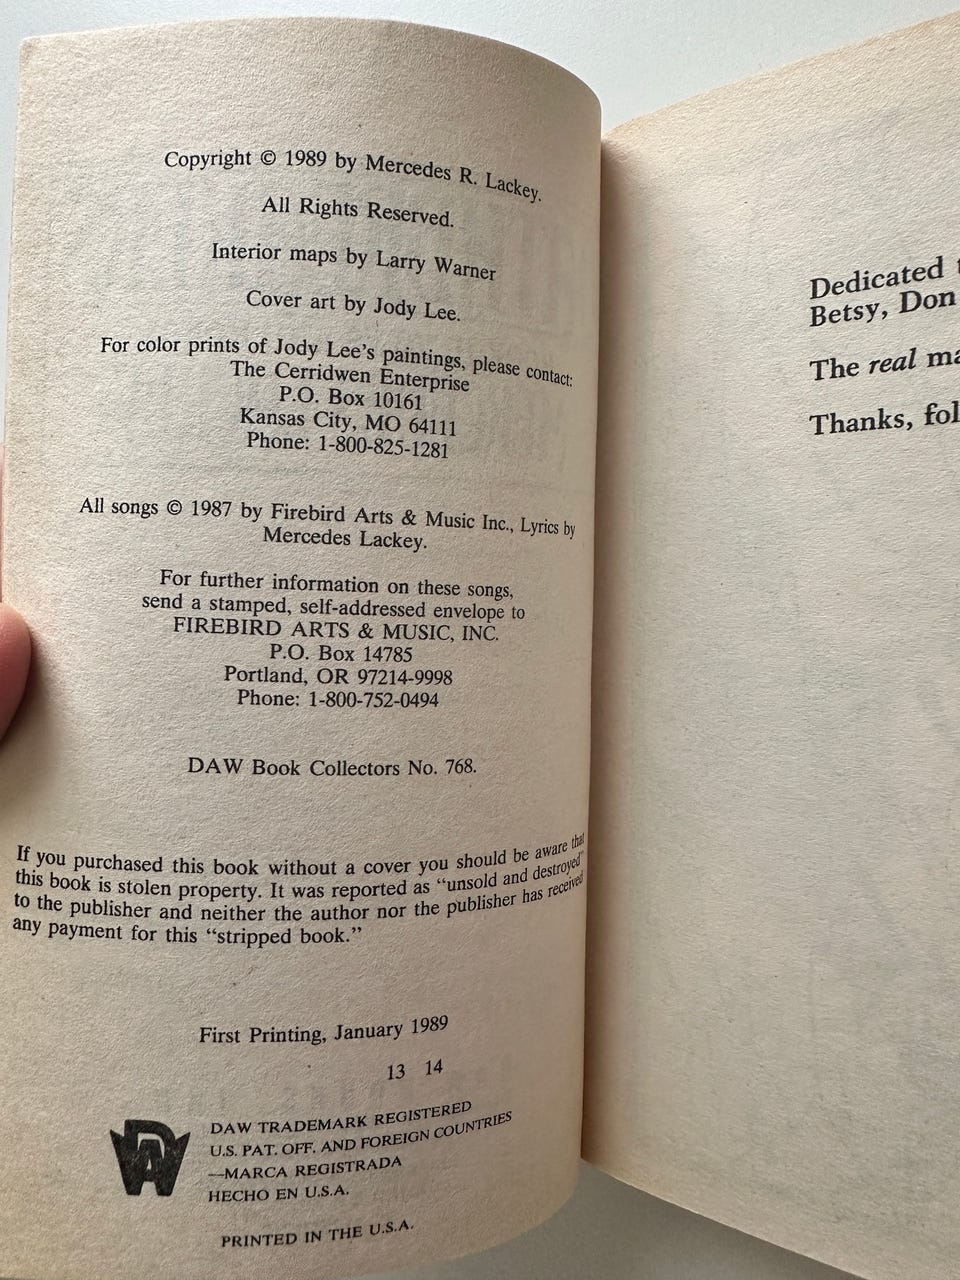 Copyright © 1989 by Mercedes R. Lackey.
All Rights Reserved.
Interior maps by Larry Warner
Cover art by Jody Lee.
For color prints of Jody Lee's paintings, please contact:
The Cerridwen Enterprise
P.O. Box 10161
Kansas City, MO 64111
Phone: 1-800-825-1281
All songs © 1987 by Firebird Arts & Music Inc., Lyrics by
Mercedes Lackey.
For further information on these songs,
send a stamped, self-addressed envelope to
FIREBIRD ARTS & MUSIC, INC.
P.O. Box 14785
Portland, OR 97214-9998
Phone: 1-800-752-0494
DAW Book Collectors No. 768.
If you purchased this book without a cover you should be aware that
this book is stolen property. It was reported as “unsold and destroyed”
to the publisher and neither the author nor the publisher has received
any payment for this “stripped book.”
First Printing, January 1989
13 14
DAW
DAW TRADEMARK REGISTERED
U.S. PAT. OFF. AND FOREIGN COUNTRIES
—MARCA REGISTRADA
HECHO EN U.S.A.
PRINTED IN THE U.S.A.
Dedicated
Betsy, Don
The real
Thanks,